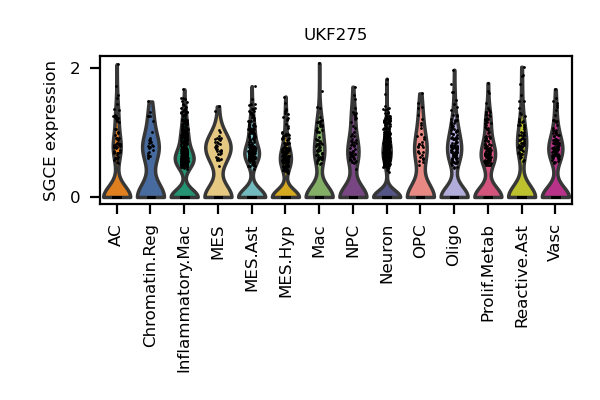 UKF275
SGCE expression
2
0
AC
Chromatin.Reg
Inflammatory.Mac
MES
MES.Ast
MES.Hyp
Mac
NPC
Neuron
OPC
Oligo
Prolif.Metab
Reactive.Ast
Vasc